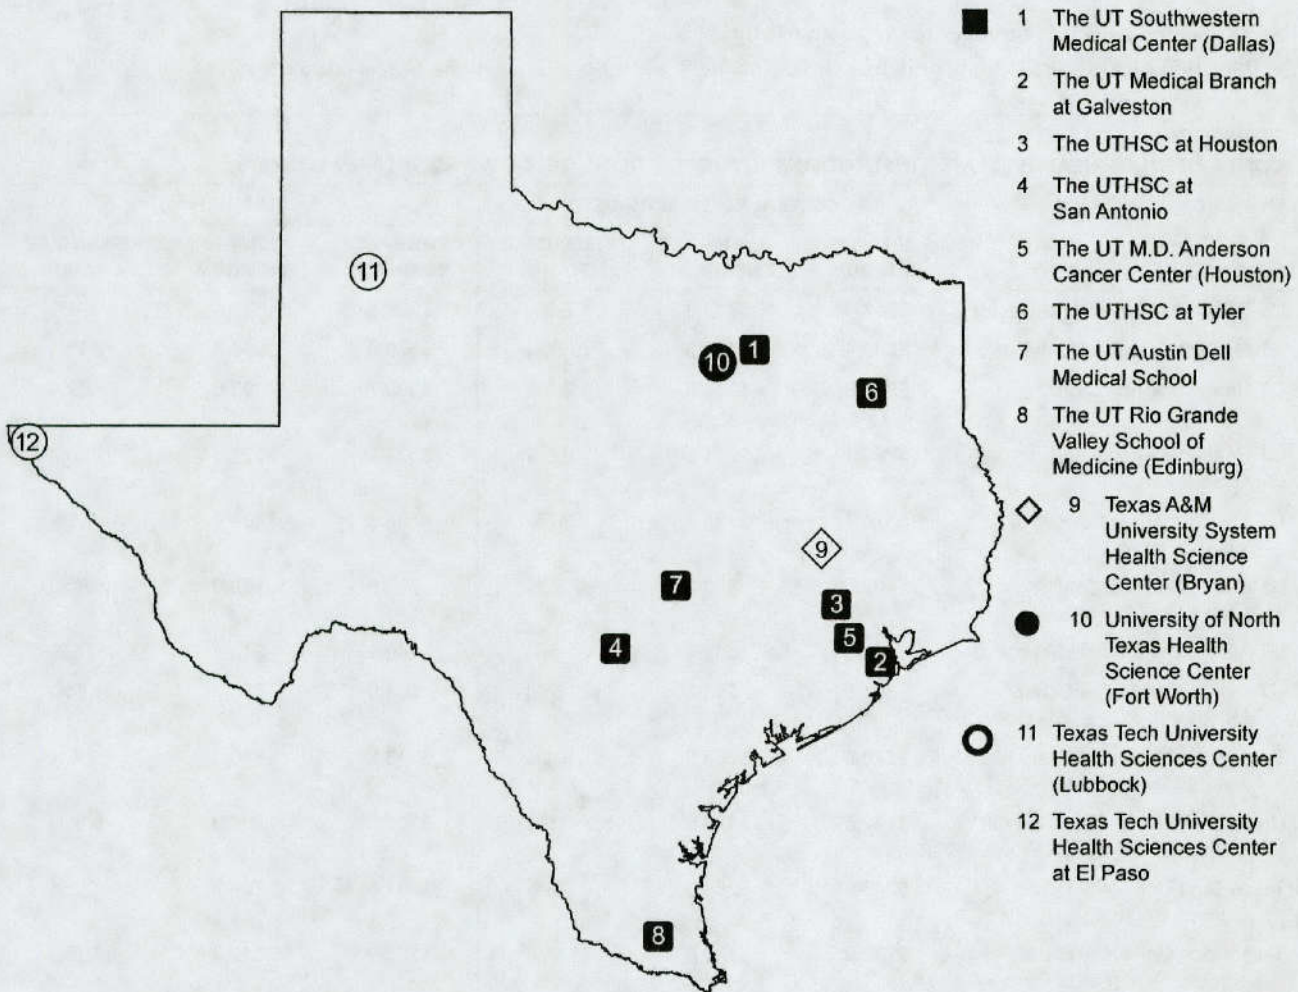 1 The UT Southwestern
Medical Center (Dallas)
2 The UT Medical Branch
at Galveston
3 The UTHSC at Houston
4 The UTHSC at
San Antonio
5 The UT M.D. Anderson
Cancer Center (Houston)
6 The UTHSC at Tyler
7 The UT Austin Dell
Medical School
8 The UT Rio Grande
Valley School of
Medicine (Edinburg)
9 Texas A&M
University System
Health Science
Center (Bryan)
10 University of North
Texas Health
Science Center
(Fort Worth)
11 Texas Tech University
Health Sciences Center
(Lubbock)
12 Texas Tech University
Health Sciences Center
at El Paso
11
1
10
6
12
9
7
3
5
4
2
8